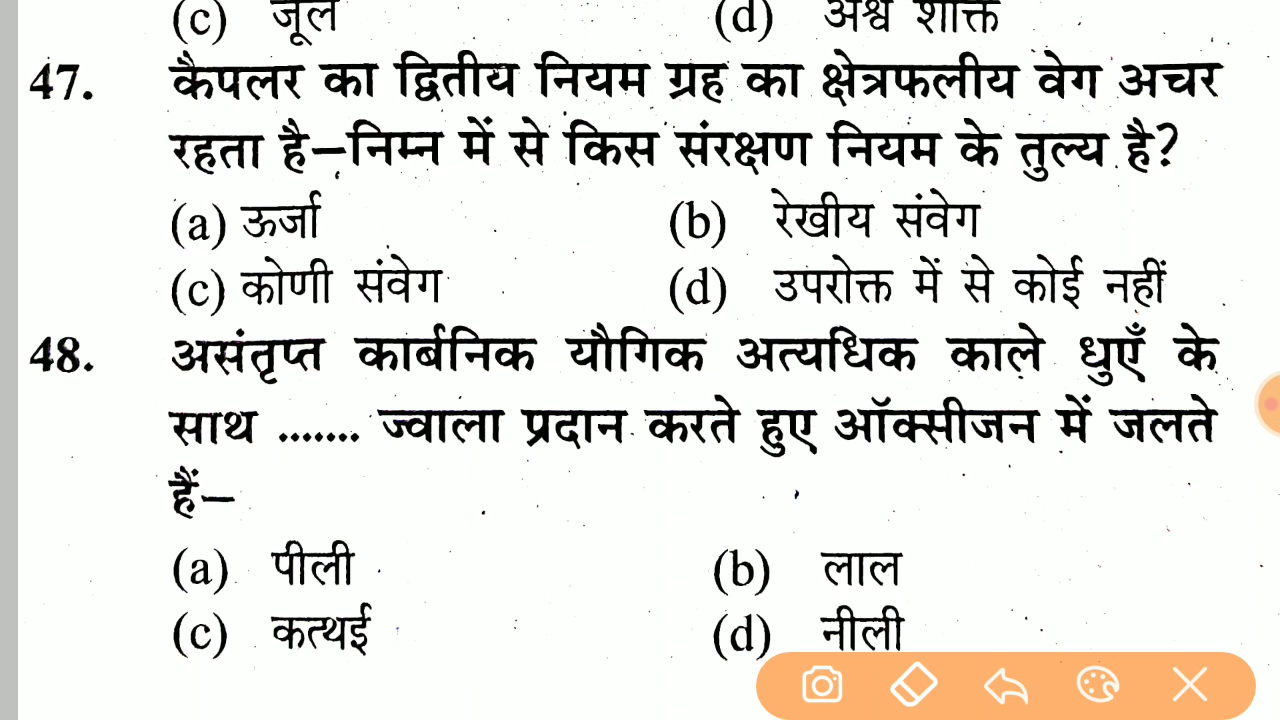 (c) जूल (d) अश्व शक्ति
47. कैपलर का द्वितीय नियम ग्रह का क्षेत्रफलीय वेग अचर
रहता है–निम्न में से किस संरक्षण नियम के तुल्य है?
(a) ऊर्जा (b) रेखीय संवेग
(c) कोणी संवेग (d) उपरोक्त में से कोई नहीं
48. असंतृप्त कार्बनिक यौगिक अत्यधिक काले धुएँ के
साथ ....... ज्वाला प्रदान करते हुए ऑक्सीजन में जलते
हैं–
(a) पीली (b) लाल
(c) कत्थई (d) नीली